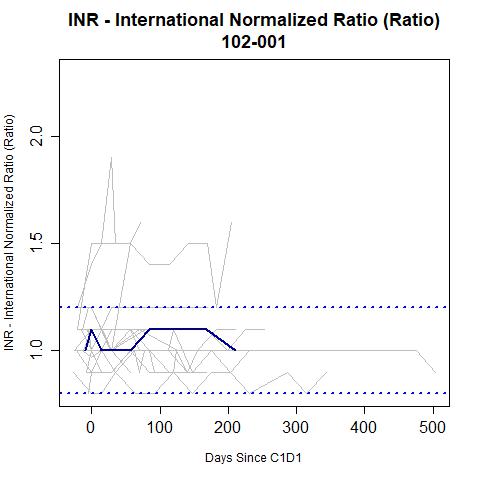 INR - International Normalized Ratio (Ratio)
102-001
INR - International Normalized Ratio (Ratio)
2.0
1.5
1.0
0 100 200 300 400 500
Days Since C1D1